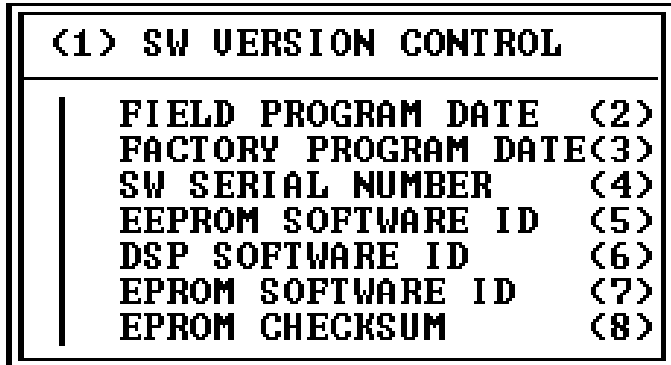 (1) SW VERSION CONTROL
FIELD PROGRAM DATE (2)
FACTORY PROGRAM DATE(3)
SW SERIAL NUMBER (4)
EEPROM SOFTWARE ID (5)
DSP SOFTWARE ID (6)
EPROM SOFTWARE ID (7)
EPROM CHECKSUM (8)